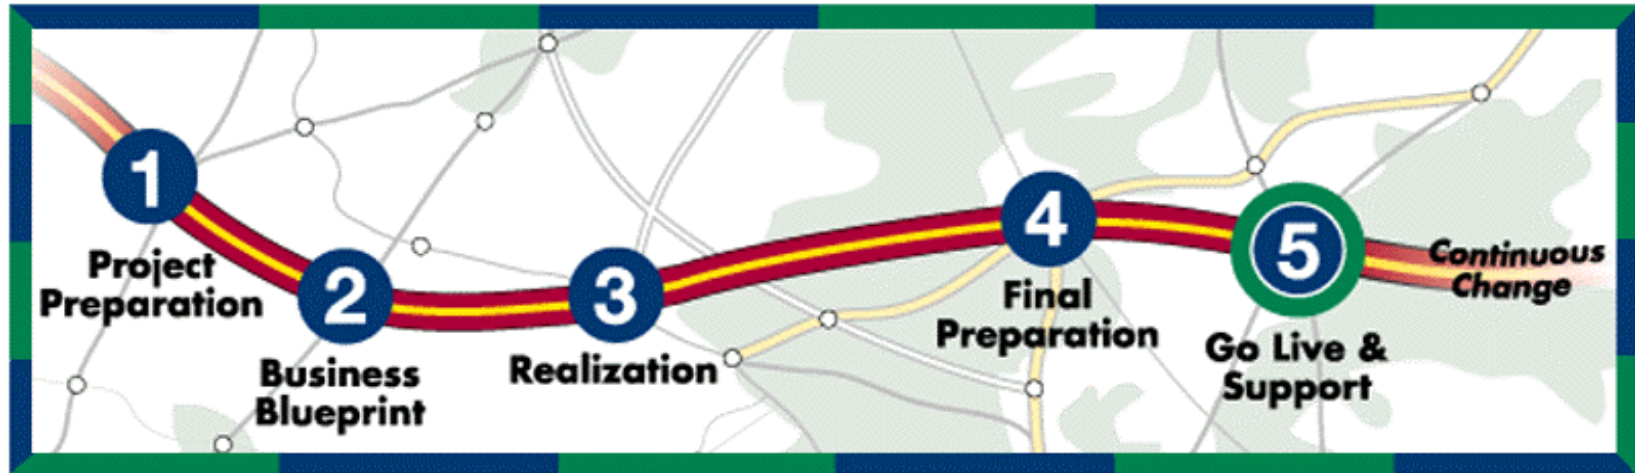 1
Project
Preparation
2
Business
Blueprint
3
Realization
4
Final
Preparation
5
Go Live &
Support
Continuous
Change